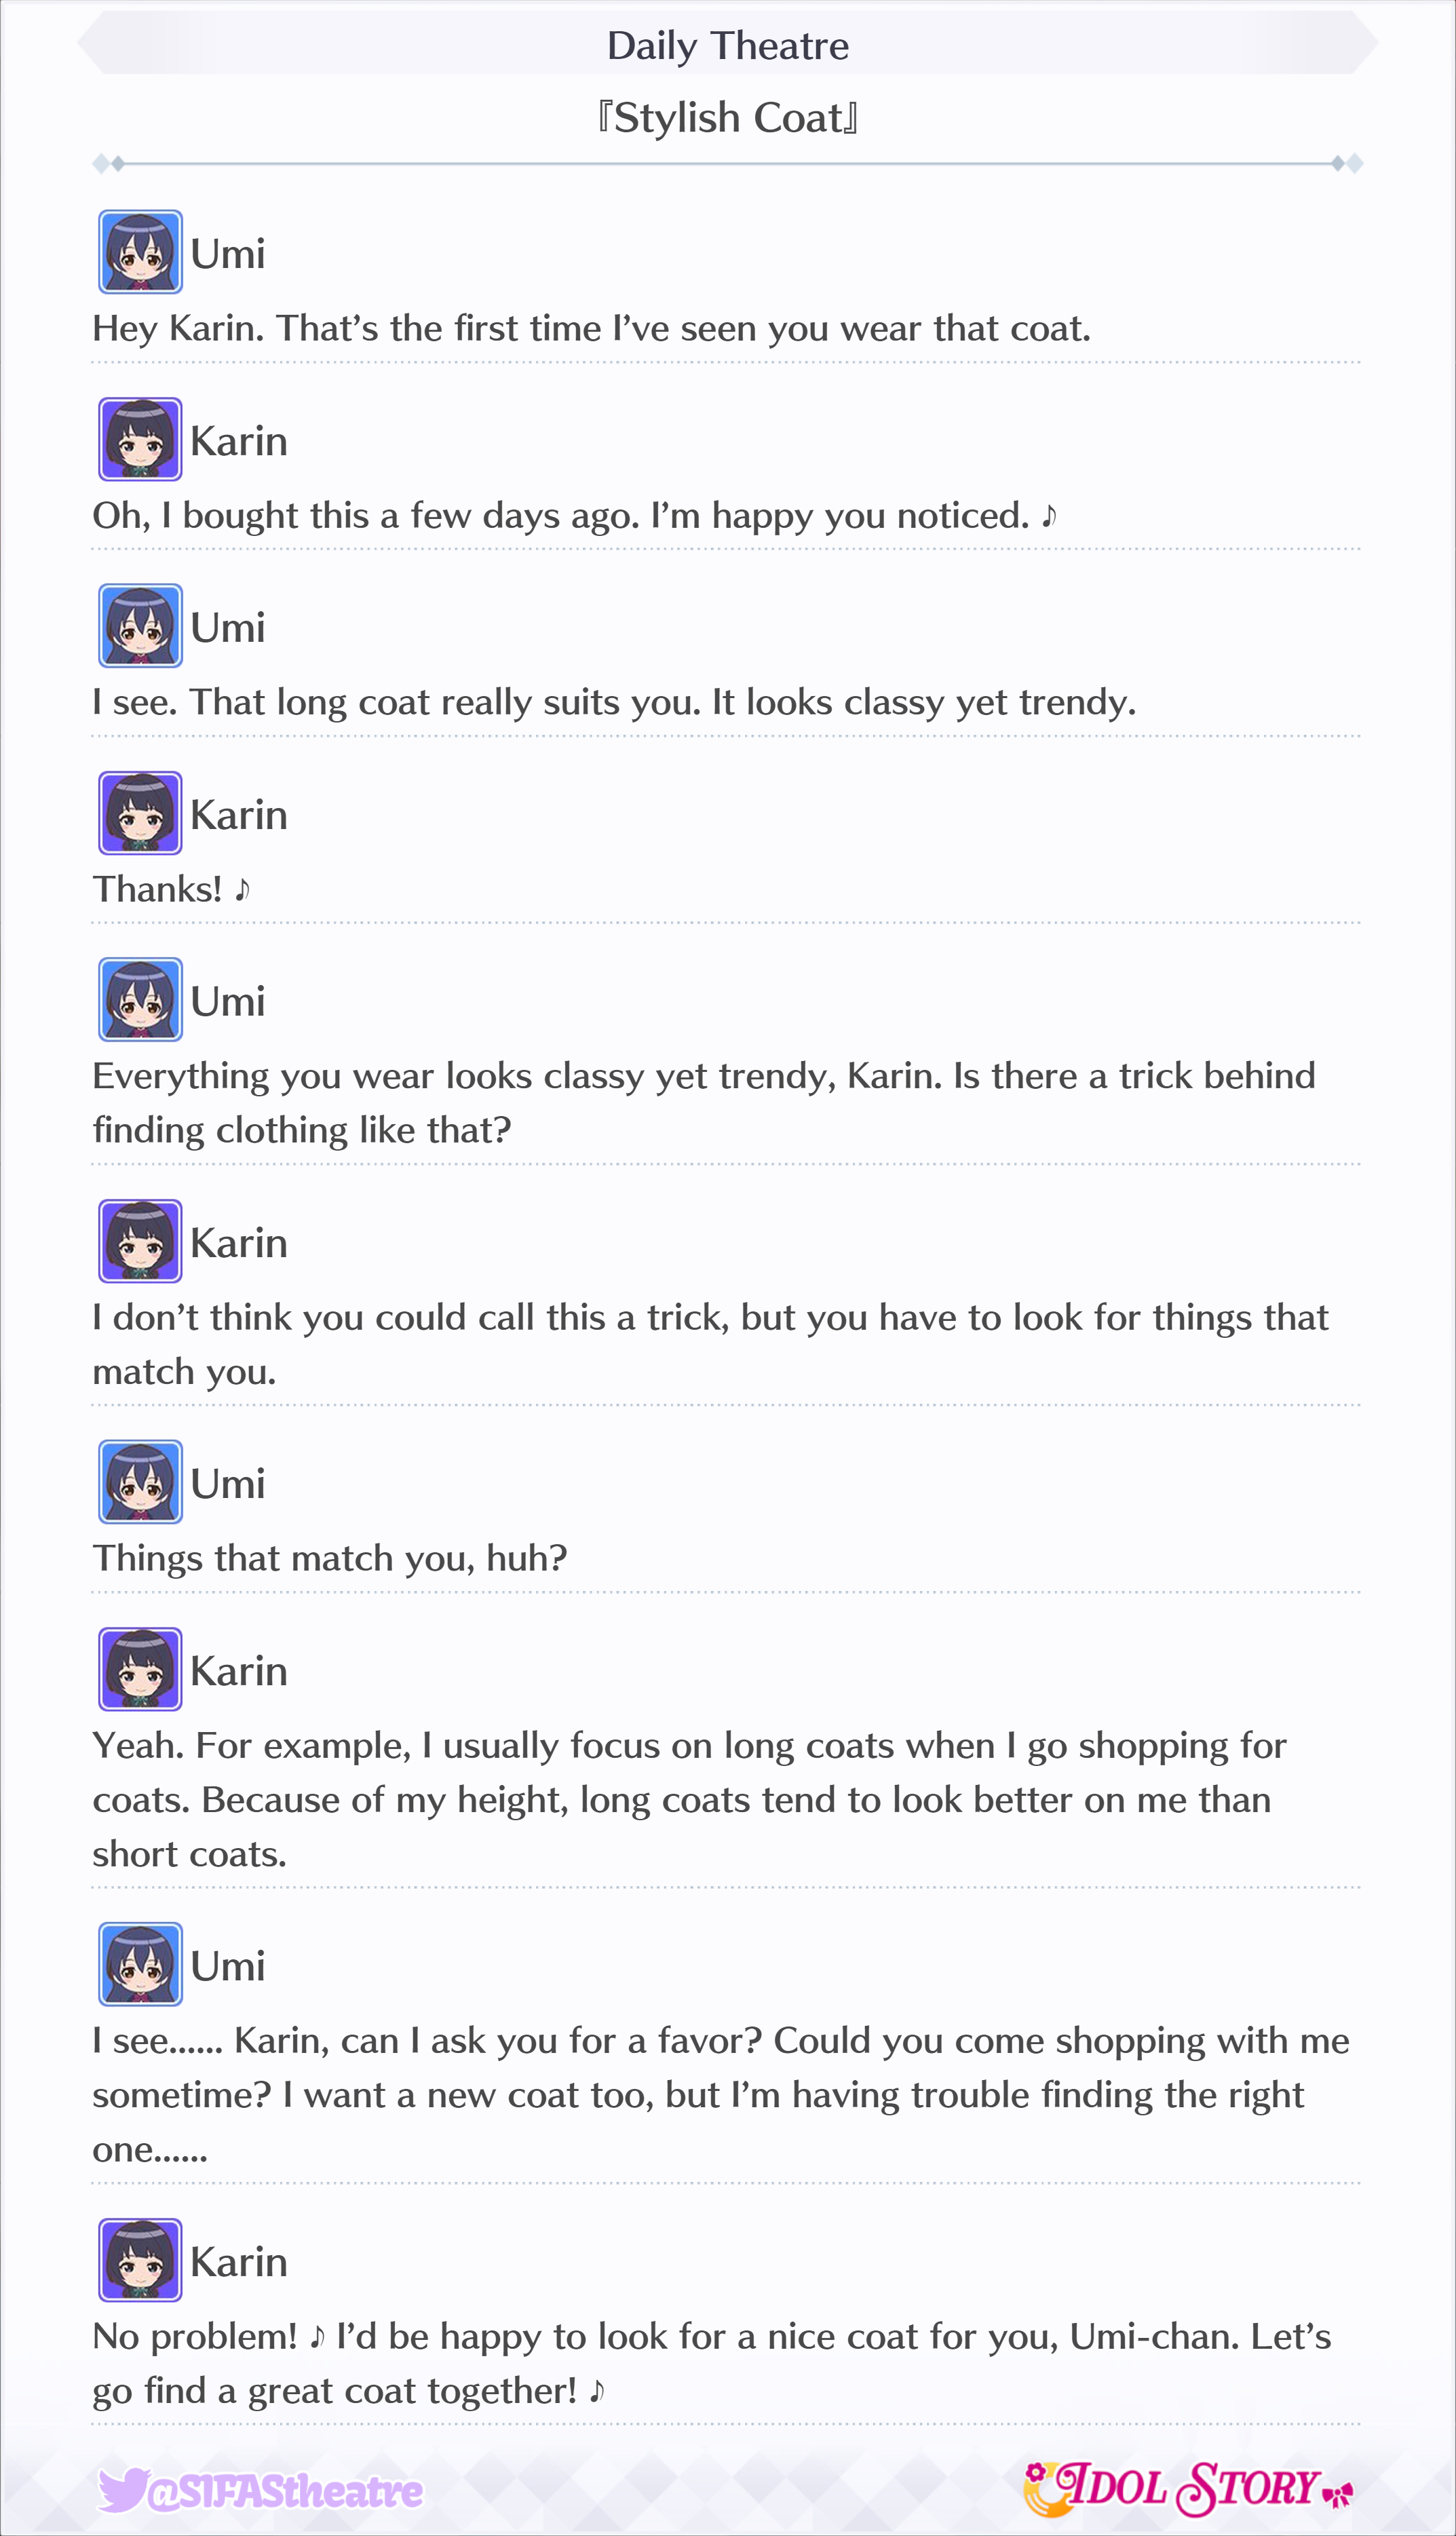 Daily Theatre
『Stylish Coat』
Umi
Hey Karin. That’s the first time I’ve seen you wear that coat.
Karin
Oh, I bought this a few days ago. I’m happy you noticed. ♪
Umi
I see. That long coat really suits you. It looks classy yet trendy.
Karin
Thanks! ♪
Umi
Everything you wear looks classy yet trendy, Karin. Is there a trick behind
finding clothing like that?
Karin
I don’t think you could call this a trick, but you have to look for things that
match you.
Umi
Things that match you, huh?
Karin
Yeah. For example, I usually focus on long coats when I go shopping for
coats. Because of my height, long coats tend to look better on me than
short coats.
Umi
I see...... Karin, can I ask you for a favor? Could you come shopping with me
sometime? I want a new coat too, but I’m having trouble finding the right
one......
Karin
No problem! ♪ I’d be happy to look for a nice coat for you, Umi-chan. Let’s
go find a great coat together! ♪
@SIFAStheatre
IDOL STORY